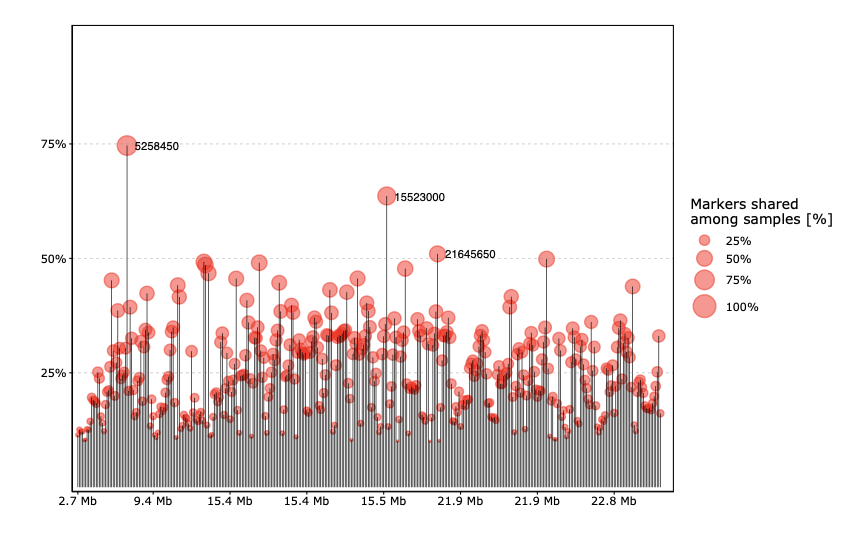 75%
50%
25%
5258450
15523000
21645650
2.7 Mb
9.4 Mb
15.4 Mb
15.4 Mb
15.5 Mb
21.9 Mb
21.9 Mb
22.8 Mb
Markers shared
among samples [%]
25%
50%
75%
100%